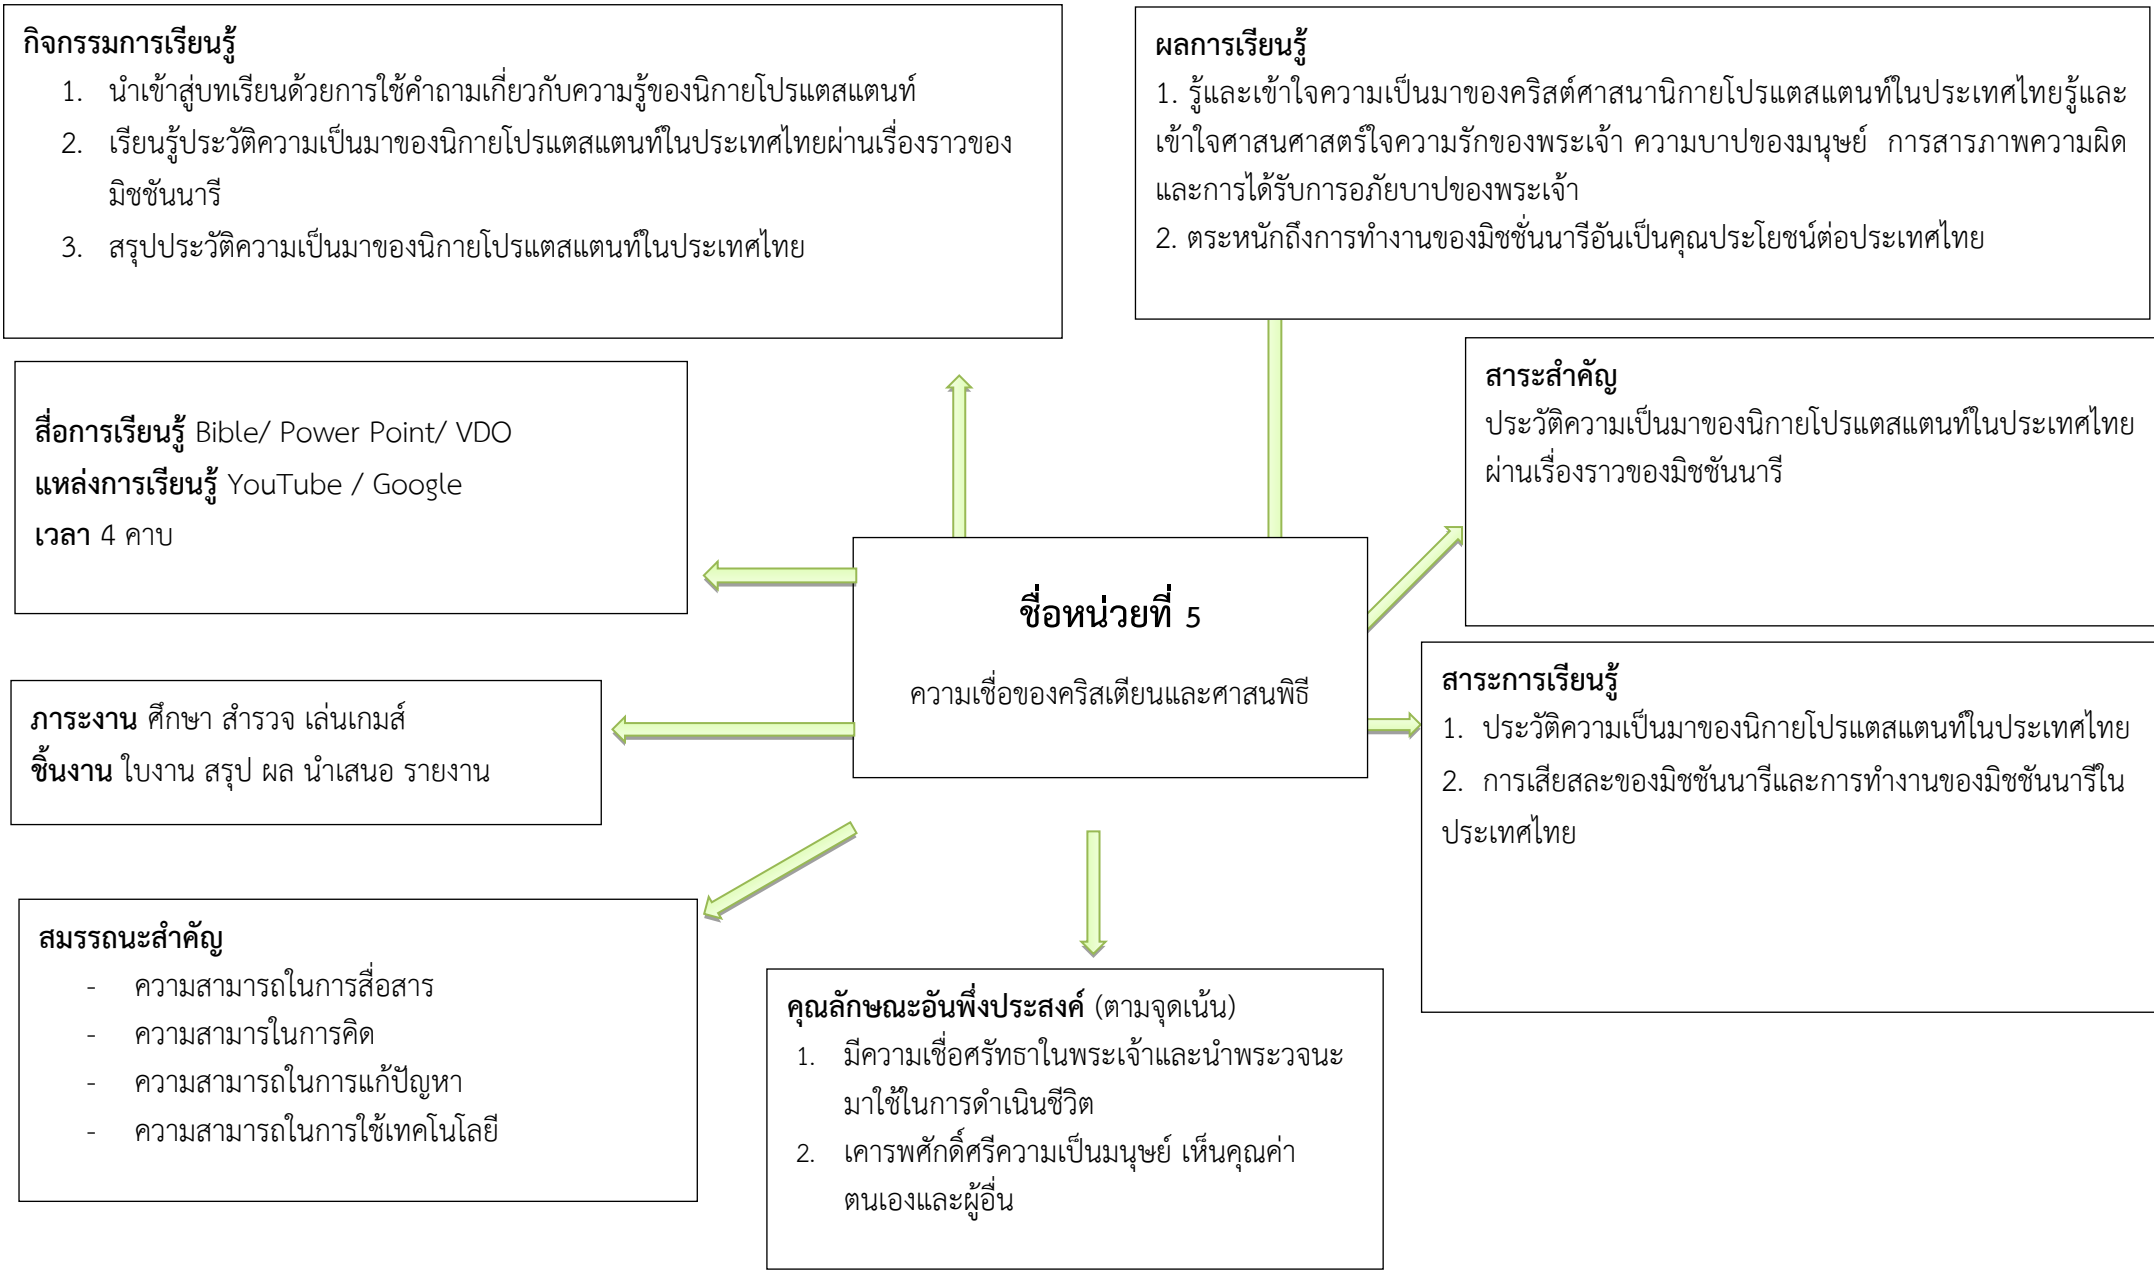 กิจกรรมการเรียนรู้
1. นำเข้าสู่บทเรียนด้วยการใช้คำถามเกี่ยวกับความรู้ของนิกายโปรแตสแตนท์
2. เรียนรู้ประวัติความเป็นมาของนิกายโปรแตสแตนท์ในประเทศไทยผ่านเรื่องราวของ
มิชชันนารี
3. สรุปประวัติความเป็นมาของนิกายโปรแตสแตนท์ในประเทศไทย
ผลการเรียนรู้
1. รู้และเข้าใจความเป็นมาของคริสต์ศาสนานิกายโปรแตสแตนท์ในประเทศไทยรู้และ
เข้าใจศาสนศาสตร์ใจความรักของพระเจ้า ความบาปของมนุษย์ การสารภาพความผิด
และการได้รับการอภัยบาปของพระเจ้า
2. ตระหนักถึงการทำงานของมิชชั่นนารีอันเป็นคุณประโยชน์ต่อประเทศไทย
สื่อการเรียนรู้ Bible/ Power Point/ VDO
แหล่งการเรียนรู้ YouTube / Google
เวลา 4 คาบ
สาระสำคัญ
ประวัติความเป็นมาของนิกายโปรแตสแตนท์ในประเทศไทย
ผ่านเรื่องราวของมิชชันนารี
ชื่อหน่วยที่ 5
ความเชื่อของคริสเตียนและศาสนพิธี
ภาระงาน ศึกษา สำรวจ เล่นเกมส์
ชิ้นงาน ใบงาน สรุป ผล นำเสนอ รายงาน
สาระการเรียนรู้
1. ประวัติความเป็นมาของนิกายโปรแตสแตนท์ในประเทศไทย
2. การเสียสละของมิชชันนารีและการทำงานของมิชชันนารีใน
ประเทศไทย
สมรรถนะสำคัญ
- ความสามารถในการสื่อสาร
- ความสามารในการคิด
- ความสามารถในการแก้ปัญหา
- ความสามารถในการใช้เทคโนโลยี
คุณลักษณะอันพึ่งประสงค์ (ตามจุดเน้น)
1. มีความเชื่อศรัทธาในพระเจ้าและนำพระวจนะ
มาใช้ในการดำเนินชีวิต
2. เคารพศักดิ์ศรีความเป็นมนุษย์ เห็นคุณค่า
ตนเองและผู้อื่น